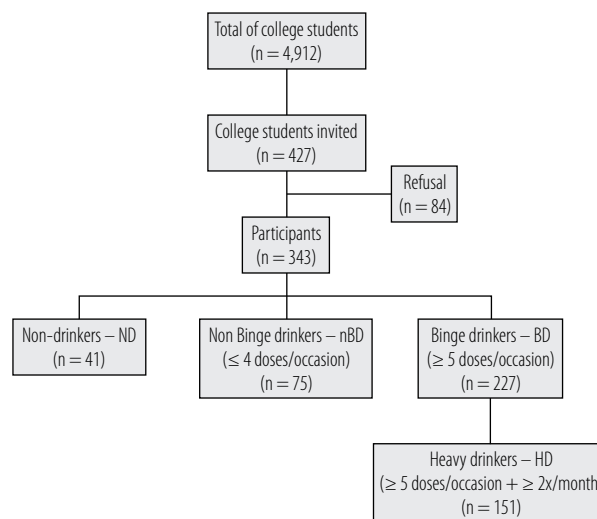 Total of college students
(n = 4,912)
College students invited
(n = 427)
Refusal
(n = 84)
Participants
(n = 343)
Non-drinkers – ND
(n = 41)
Non Binge drinkers – nBD
(≤ 4 doses/occasion)
(n = 75)
Binge drinkers – BD
(≥ 5 doses/occasion)
(n = 227)
Heavy drinkers – HD
(≥ 5 doses/occasion + ≥ 2x/month
(n = 151)